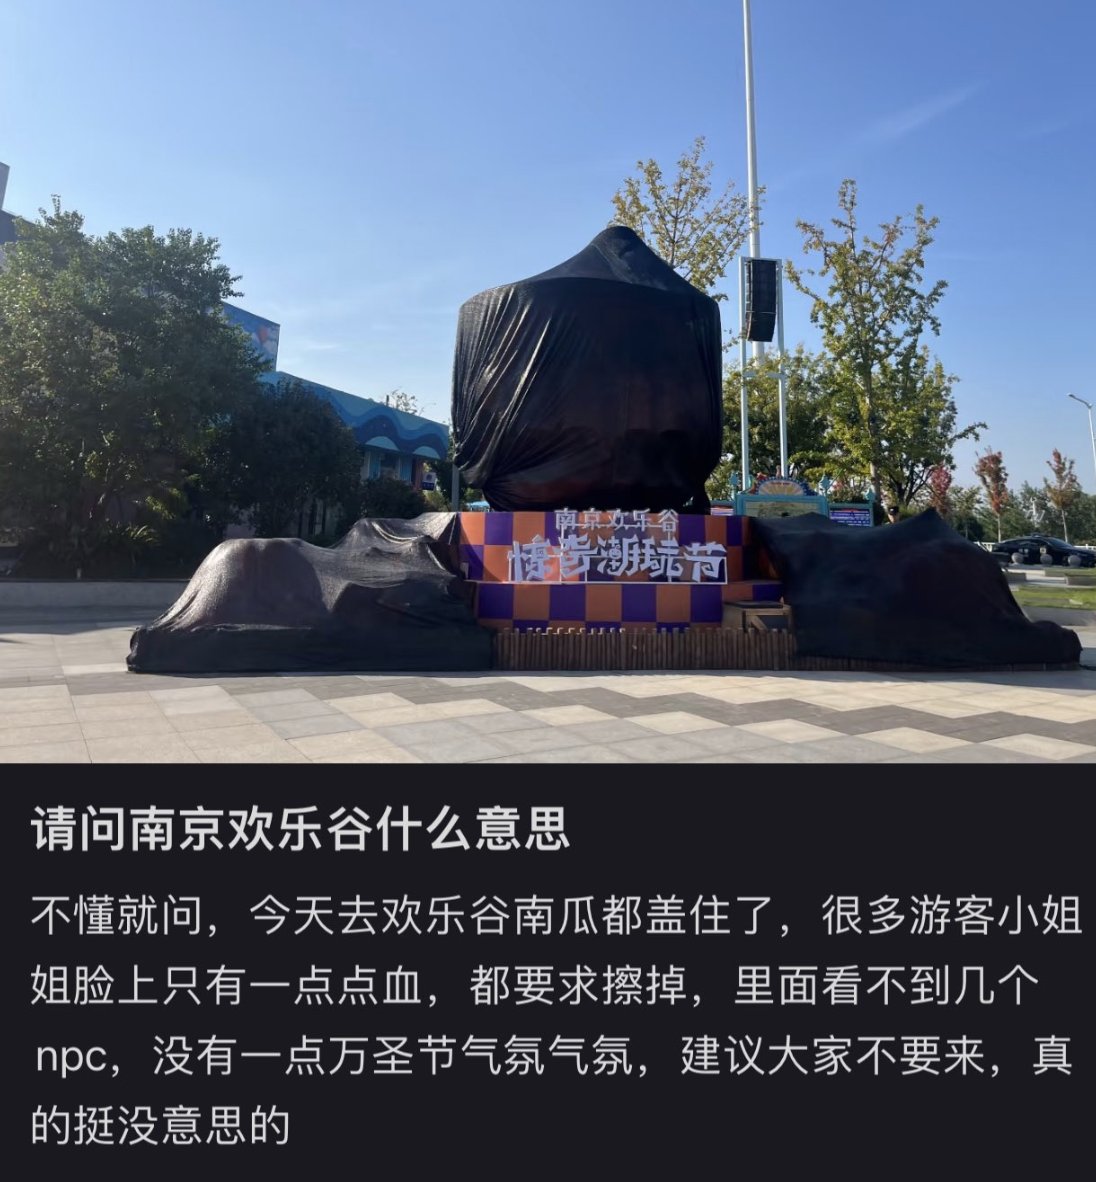 南京欢乐谷
惊奇潮玩节
请问南京欢乐谷什么意思
不懂就问，今天去欢乐谷南瓜都盖住了，很多游客小姐
姐脸上只有一点点血，都要求擦掉，里面看不到几个
npc，没有一点万圣节气氛气氛，建议大家不要来，真
的挺没意思的